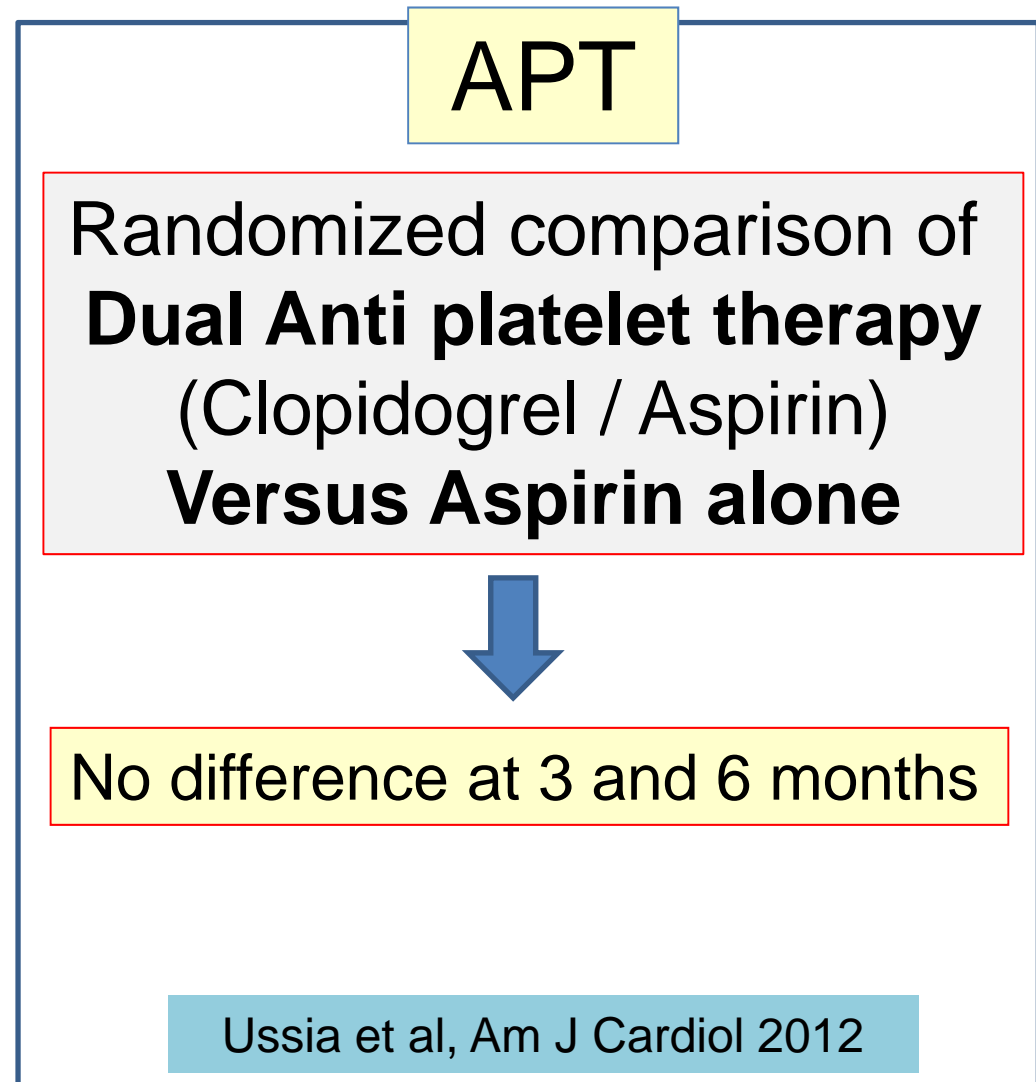 APT
Randomized comparison of
Dual Anti platelet therapy
(Clopidogrel / Aspirin)
Versus Aspirin alone
No difference at 3 and 6 months
Ussia et al, Am J Cardiol 2012